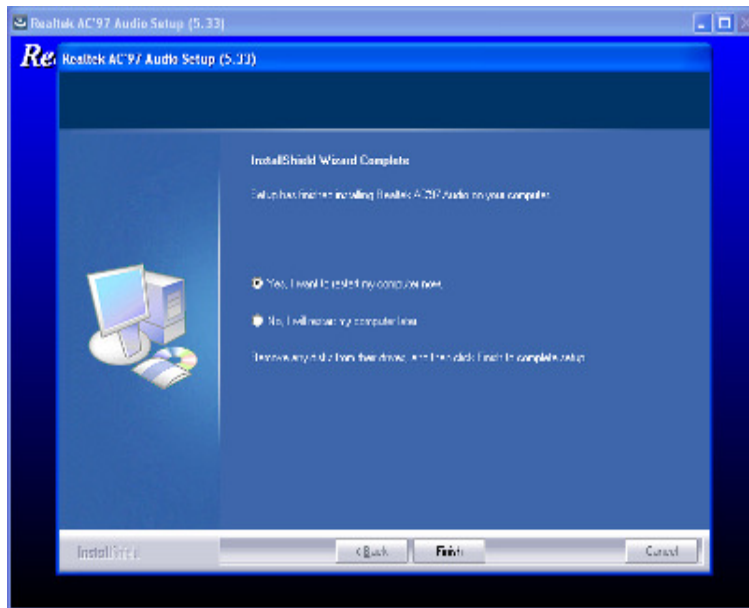 Realtek AC'97 Audio Setup (5.33)
Re
Realtek AC'97 Audio Setup (5.33)
InstallShield Wizard Complete
Setup has finished installing Realtek AC'97 Audio on your computer.
Yes, I want to restart my computer now.
No, I will restart my computer later.
Remove any disks from their drives, and then click Finish to complete setup.
InstallShield
< Back
Finish
Cancel